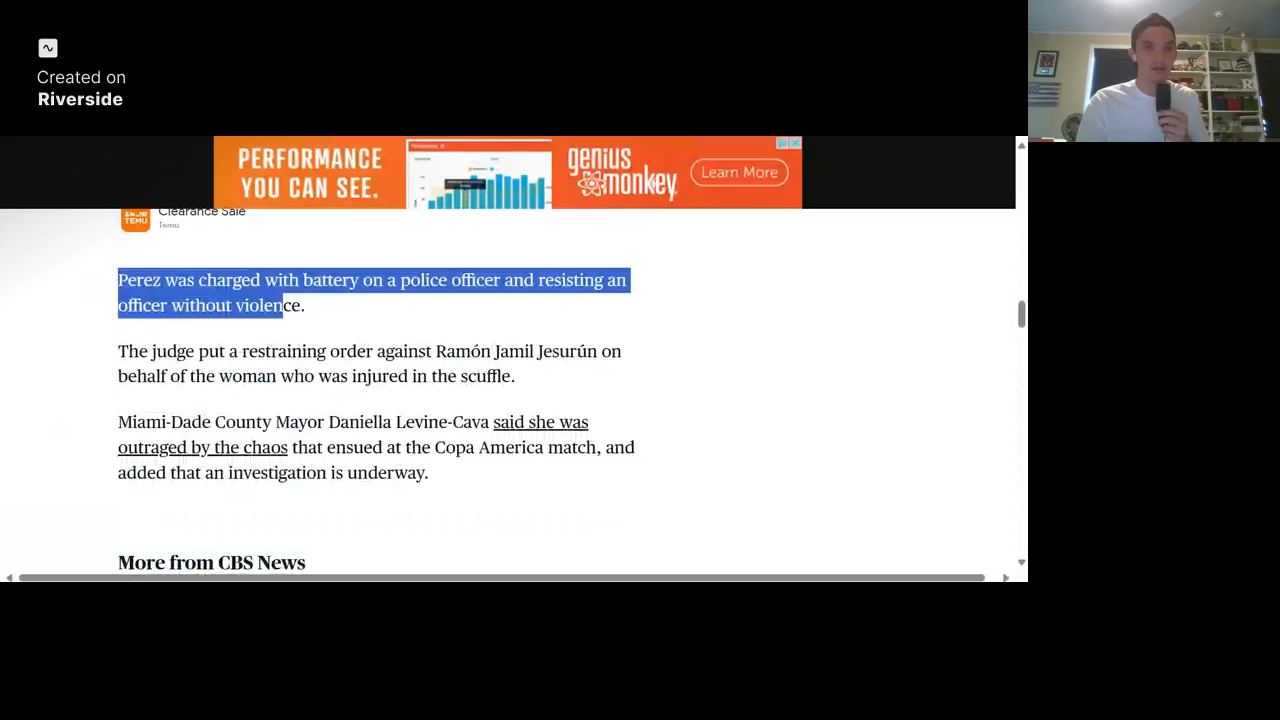 Created on
Riverside
PERFORMANCE
YOU CAN SEE.
genius
monkey
Learn More
TEMU
Clearance Sale
Temu
Perez was charged with battery on a police officer and resisting an
officer without violence.
The judge put a restraining order against Ramón Jamil Jesurún on
behalf of the woman who was injured in the scuffle.
Miami-Dade County Mayor Daniella Levine-Cava said she was
outraged by the chaos that ensued at the Copa America match, and
added that an investigation is underway.
More from CBS News